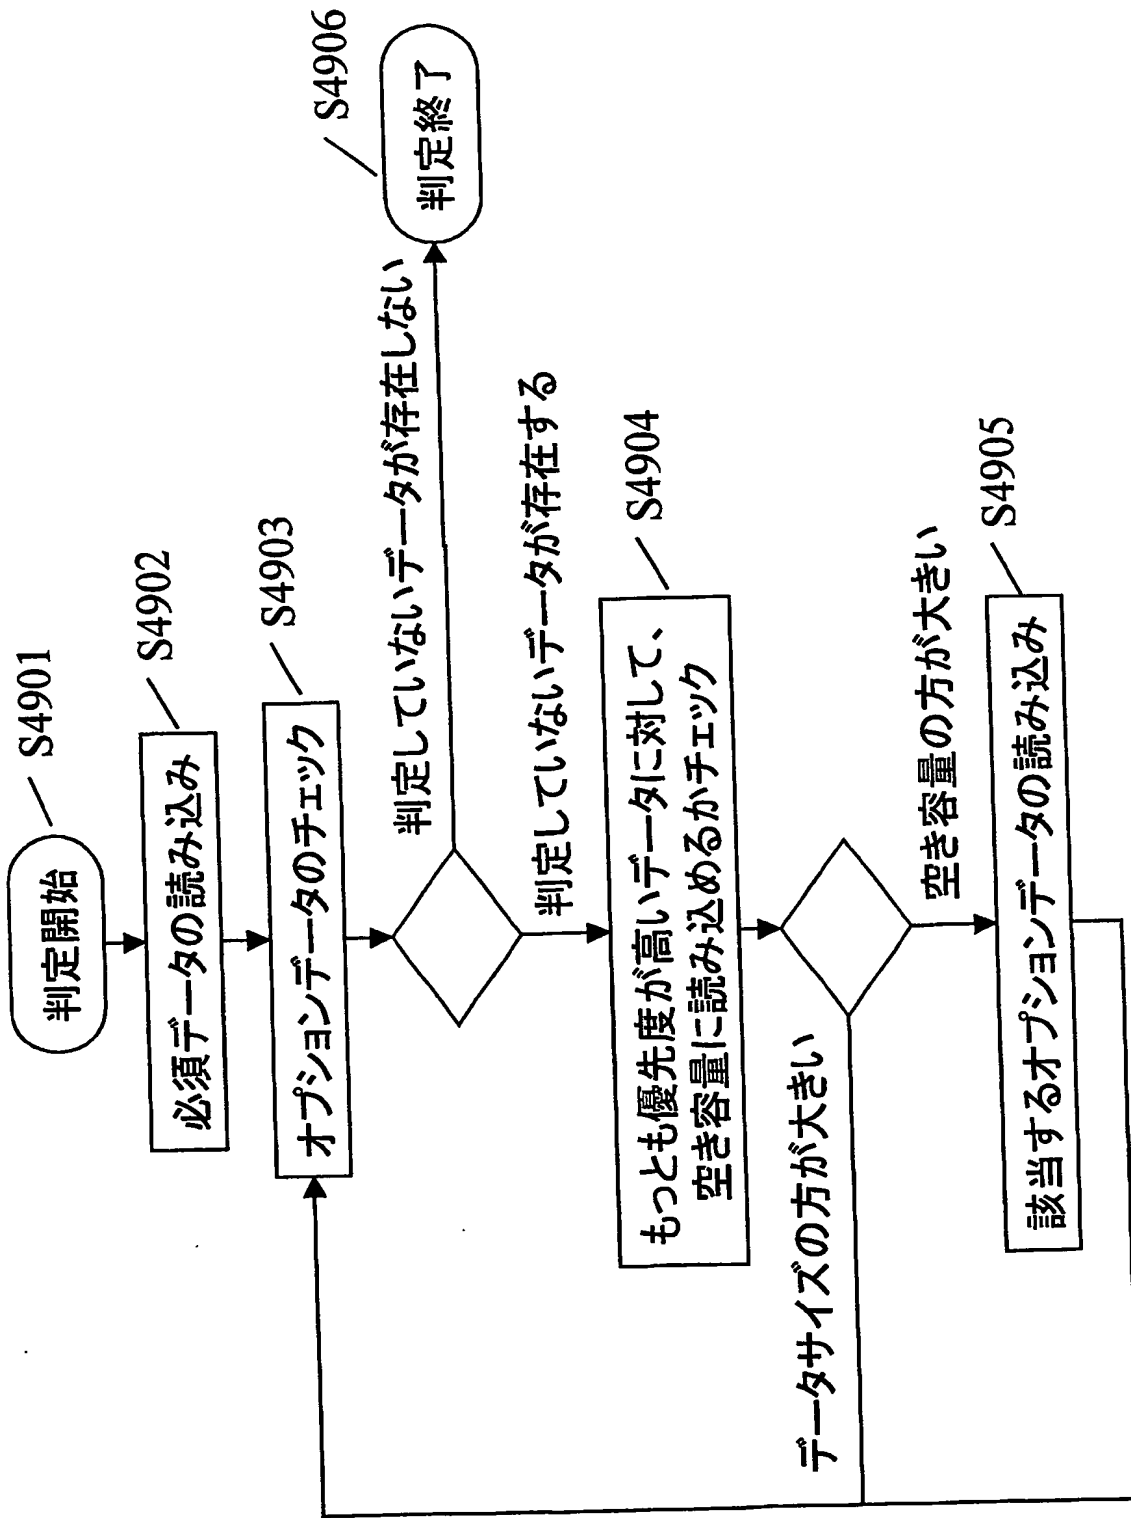 判定開始
S4901
必須データの読み込み
S4902
オプションデータのチェック
S4903
判定していないデータが存在しない
判定終了
S4906
判定していないデータが存在する
もっとも優先度が高いデータに対して、
空き容量に読み込めるかチェック
S4904
データサイズの方が大きい
空き容量の方が大きい
該当するオプションデータの読み込み
S4905